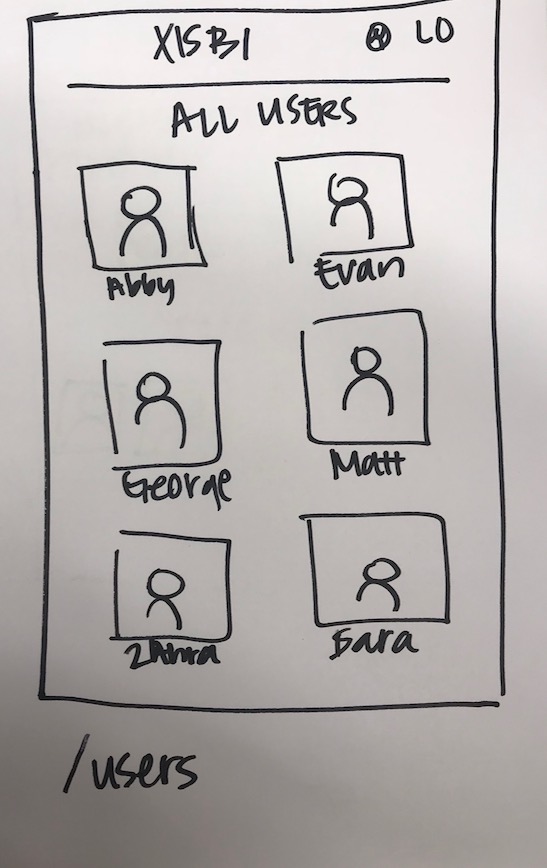 XISBI LO
ALL USERS
Abby Evan
George Matt
ZAhra Sara
/users